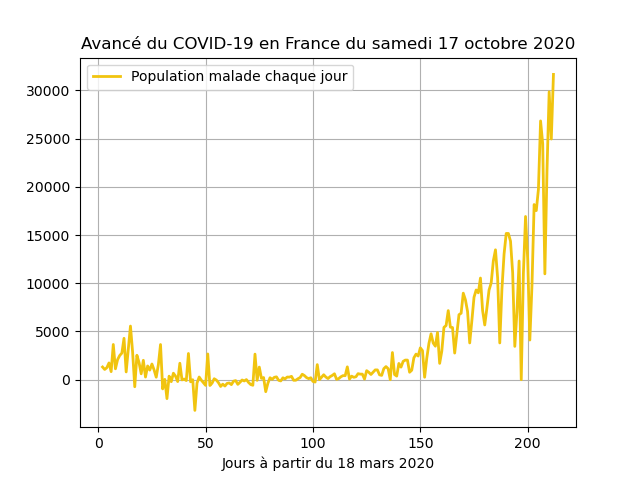 Avancé du COVID-19 en France du samedi 17 octobre 2020
Population malade chaque jour
30000
25000
20000
15000
10000
5000
0
0 50 100 150 200
Jours à partir du 18 mars 2020